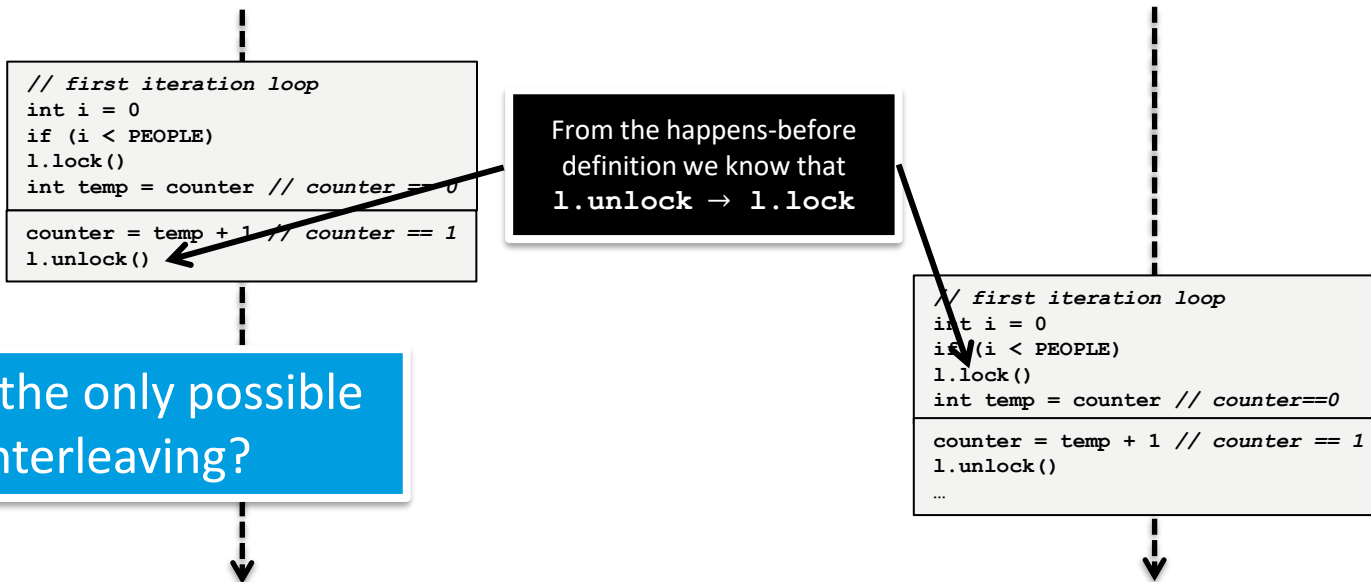 // first iteration loop
int i = 0
if (i < PEOPLE)
l.lock()
int temp = counter // counter == 0
counter = temp + 1 // counter == 1
l.unlock()
From the happens-before
definition we know that
l.unlock → l.lock
the only possible
nterleaving?
// first iteration loop
int i = 0
if (i < PEOPLE)
l.lock()
int temp = counter // counter==0
counter = temp + 1 // counter == 1
l.unlock()
…